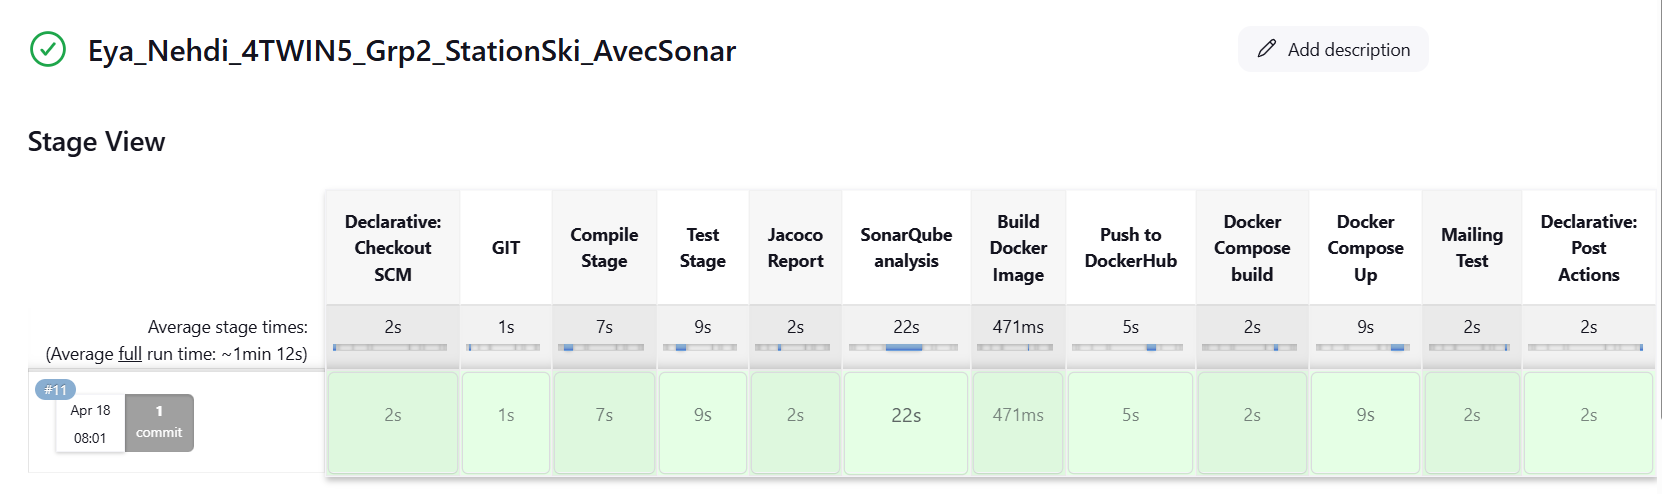 Eya_Nehdi_4TWIN5_Grp2_StationSki_AvecSonar
Add description
Stage View
Declarative:
Checkout
SCM
GIT
Compile
Stage
Test
Stage
Jacoco
Report
SonarQube
analysis
Build
Docker
Image
Push to
DockerHub
Docker
Compose
build
Docker
Compose
Up
Mailing
Test
Declarative:
Post
Actions
Average stage times:
(Average full run time: ~1min 12s)
2s 1s 7s 9s 2s 22s 471ms 5s 2s 9s 2s 2s
#11
Apr 18
08:01
1
commit
2s 1s 7s 9s 2s 22s 471ms 5s 2s 9s 2s 2s